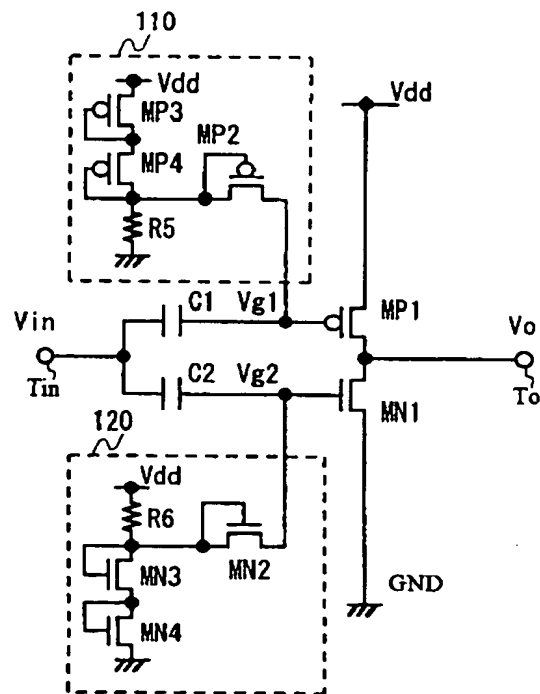 110
Vdd
MP3
Vdd
MP2
MP4
R5
C1
Vg1
MP1
Vin
Vo
Tin
To
C2
Vg2
MN1
120
Vdd
R6
MN2
MN3
GND
MN4